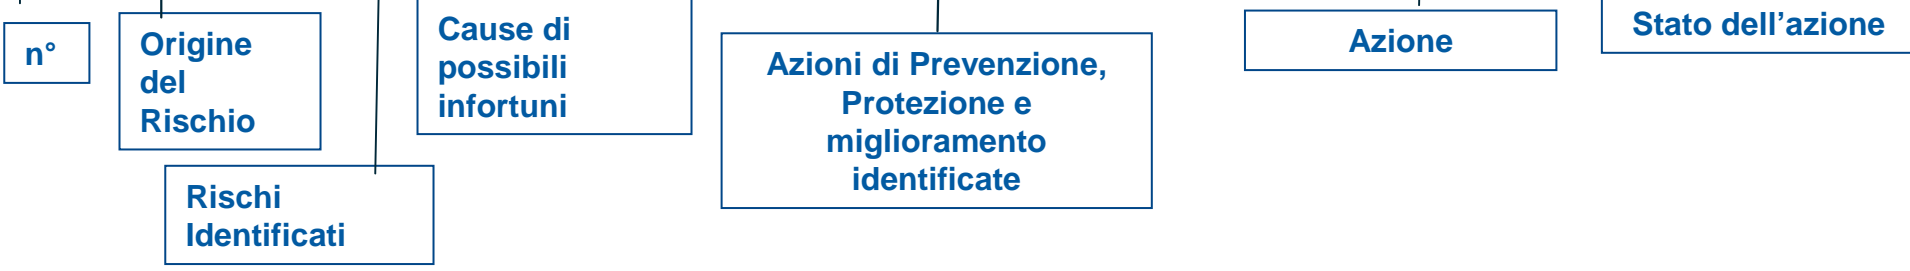 n°
Origine
del
Rischio
Rischi
Identificati
Cause di
possibili
infortuni
Azioni di Prevenzione,
Protezione e
miglioramento
identificate
Azione
Stato dell’azione